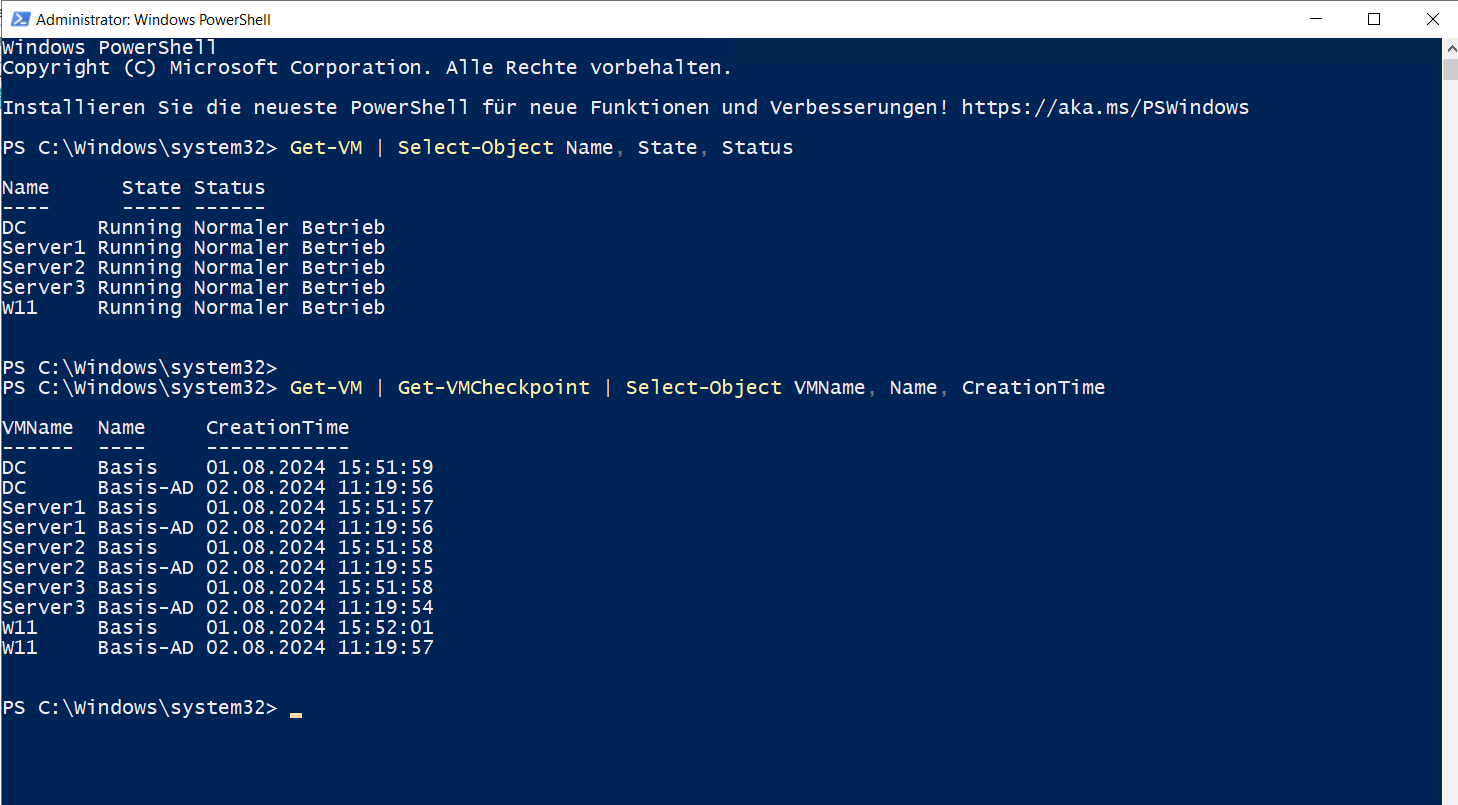 Administrator: Windows PowerShell
Windows PowerShell
Copyright (C) Microsoft Corporation. Alle Rechte vorbehalten.
Installieren Sie die neueste PowerShell für neue Funktionen und Verbesserungen! https://aka.ms/PSWindows
PS C:\Windows\system32> Get-VM | Select-Object Name, State, Status
Name      State Status
----      ----- ------
DC      Running Normaler Betrieb
Server1 Running Normaler Betrieb
Server2 Running Normaler Betrieb
Server3 Running Normaler Betrieb
W11     Running Normaler Betrieb
PS C:\Windows\system32>
PS C:\Windows\system32> Get-VM | Get-VMCheckpoint | Select-Object VMName, Name, CreationTime
VMName  Name     CreationTime
------  ----     ------------
DC      Basis    01.08.2024 15:51:59
DC      Basis-AD 02.08.2024 11:19:56
Server1 Basis    01.08.2024 15:51:57
Server1 Basis-AD 02.08.2024 11:19:56
Server2 Basis    01.08.2024 15:51:58
Server2 Basis-AD 02.08.2024 11:19:55
Server3 Basis    01.08.2024 15:51:58
Server3 Basis-AD 02.08.2024 11:19:54
W11     Basis    01.08.2024 15:52:01
W11     Basis-AD 02.08.2024 11:19:57
PS C:\Windows\system32>